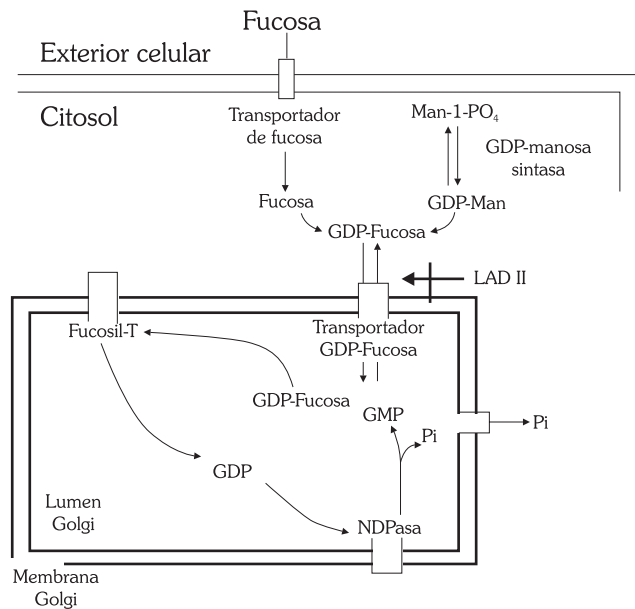 Fucosa
Exterior celular
Citosol
Transportador
de fucosa
Man-1-PO4
GDP-manosa
sintasa
Fucosa
GDP-Man
GDP-Fucosa
LAD II
Fucosil-T
Transportador
GDP-Fucosa
GDP-Fucosa
GMP
Pi
Pi
GDP
Lumen
Golgi
NDPasa
Membrana
Golgi